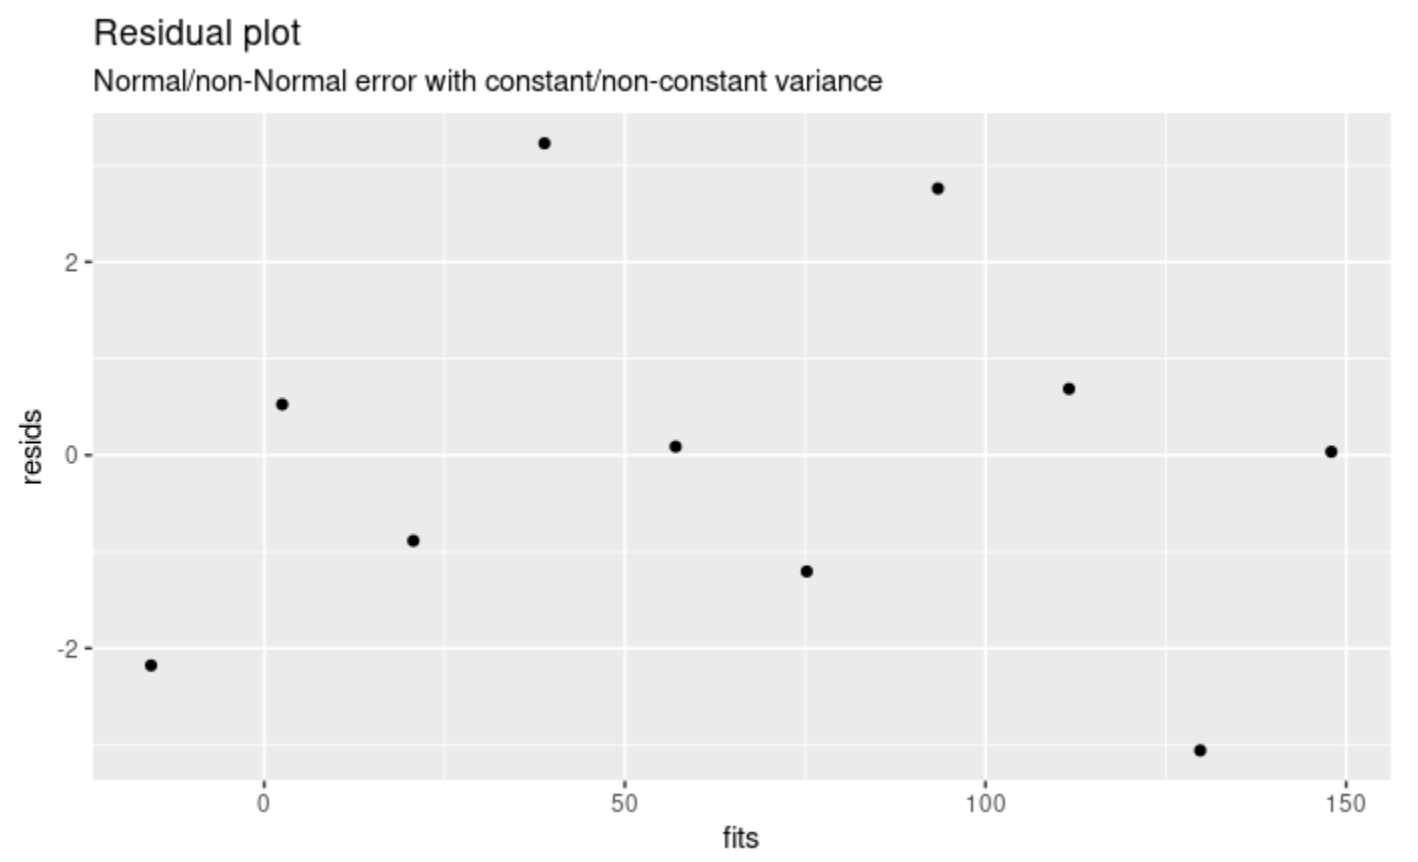 Residual plot
Normal/non-Normal error with constant/non-constant variance
resids
2
0
-2
0 50 100 150
fits